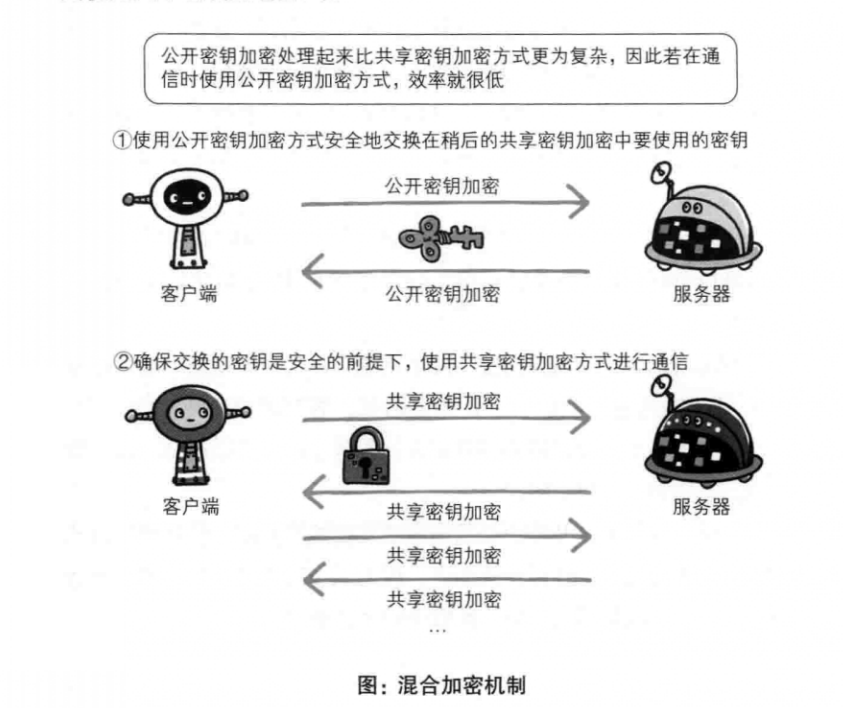 公开密钥加密处理起来比共享密钥加密方式更为复杂，因此若在通
信时使用公开密钥加密方式，效率就很低
①使用公开密钥加密方式安全地交换在稍后的共享密钥加密中要使用的密钥
公开密钥加密
公开密钥加密
客户端
服务器
②确保交换的密钥是安全的前提下，使用共享密钥加密方式进行通信
共享密钥加密
共享密钥加密
客户端
服务器
共享密钥加密
共享密钥加密
…
图：混合加密机制